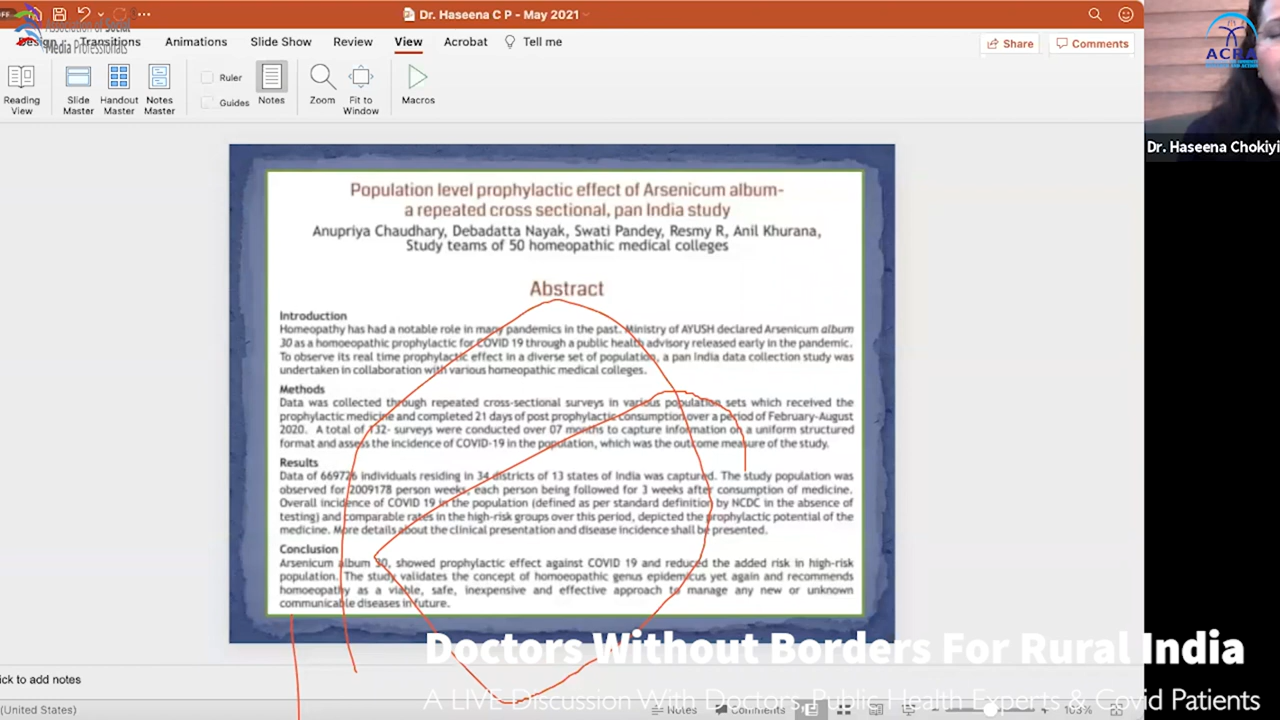 Dr. Haseena C P - May 2021
Association of Social
Media Professionals
Design
Transitions
Animations
Slide Show
Review
View
Acrobat
Tell me
Share
Comments
Reading View
Slide Master
Handout Master
Notes Master
Ruler
Guides
Notes
Zoom
Fit to Window
Macros
ACRA
Dr. Haseena Chokiyi
Population level prophylactic effect of Arsenicum album-
a repeated cross sectional, pan India study
Anupriya Chaudhary, Debadatta Nayak, Swati Pandey, Resmy R, Anil Khurana,
Study teams of 50 homeopathic medical colleges
Abstract
Introduction
Homeopathy has had a notable role in many pandemics in the past. Ministry of AYUSH declared Arsenicum album
30 as a homoeopathic prophylactic for COVID 19 through a public health advisory released early in the pandemic.
To observe its real time prophylactic effect in a diverse set of population, a pan India data collection study was
undertaken in collaboration with various homeopathic medical colleges.
Methods
Data was collected through repeated cross-sectional surveys in various population sets which received the
prophylactic medicine and completed 21 days of post prophylactic consumption over a period of February-August
2020. A total of 132- surveys were conducted over 07 months to capture information on a uniform structured
format and assess the incidence of COVID-19 in the population, which was the outcome measure of the study.
Results
Data of 669726 individuals residing in 34 districts of 13 states of India was captured. The study population was
observed for 2009178 person weeks, each person being followed for 3 weeks after consumption of medicine.
Overall incidence of COVID 19 in the population (defined as per standard definition by NCDC in the absence of
testing) and comparable rates in the high-risk groups over this period, depicted the prophylactic potential of the
medicine. More details about the clinical presentation and disease incidence shall be presented.
Conclusion
Arsenicum album 30, showed prophylactic effect against COVID 19 and reduced the added risk in high-risk
population. The study validates the concept of homoeopathic genus epidemicus yet again and recommends
homoeopathy as a viable, safe, inexpensive and effective approach to manage any new or unknown
communicable diseases in future.
Doctors Without Borders For Rural India
ck to add notes
A LIVE Discussion With Doctors, Public Health Experts & Covid Patients
(United States)
Notes
Comments
103%